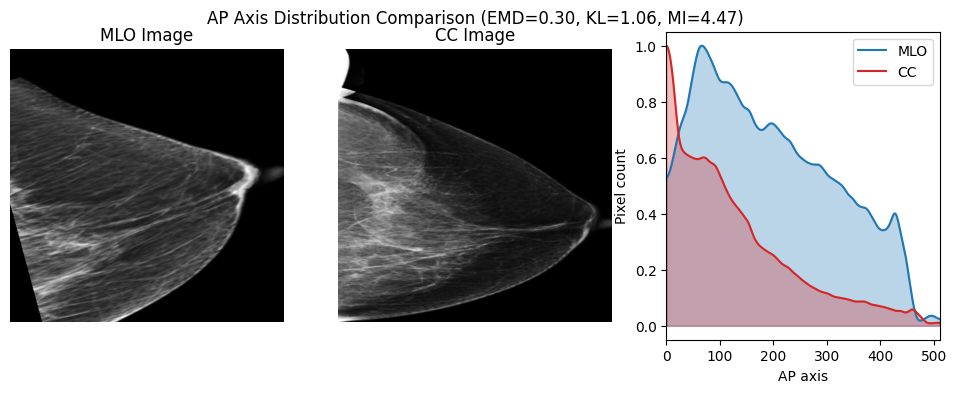 AP Axis Distribution Comparison (EMD=0.30, KL=1.06, MI=4.47)
MLO Image
CC Image
MLO
CC
Pixel count
1.0
0.8
0.6
0.4
0.2
0.0
0 100 200 300 400 500
AP axis